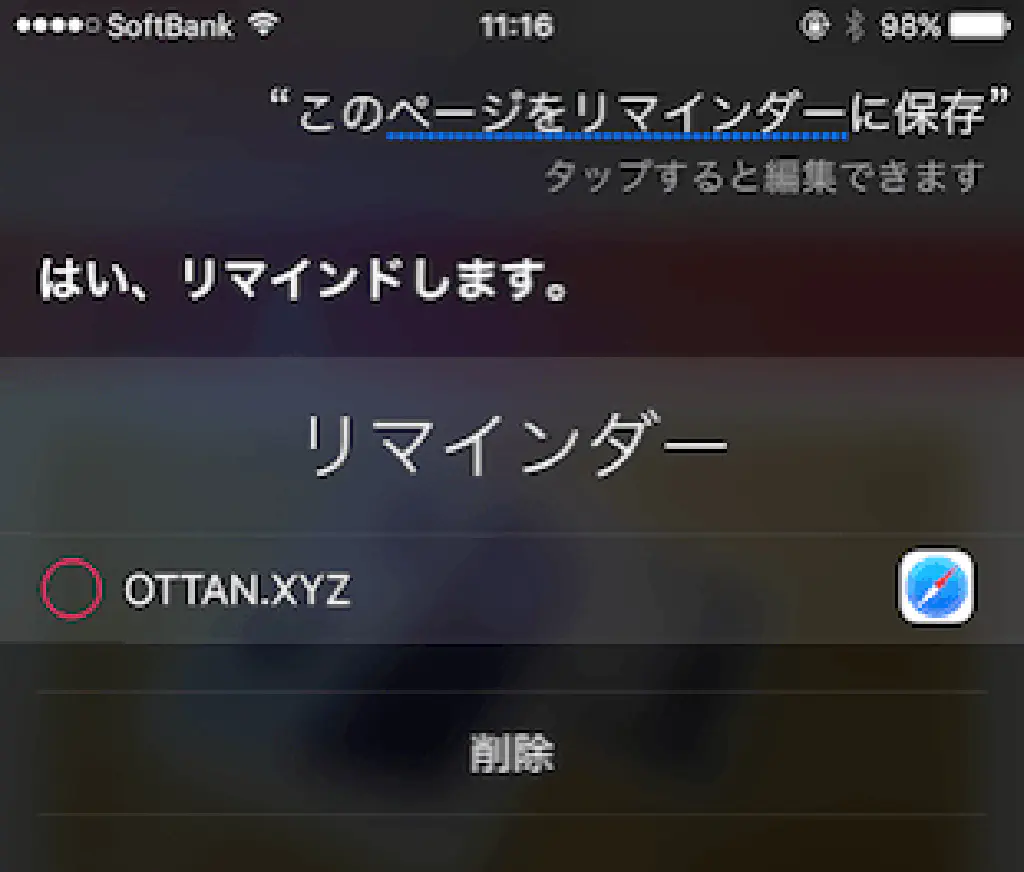 SoftBank 11:16 98%
“このページをリマインダーに保存”
タップすると編集できます
はい、リマインドします。
リマインダー
OTTAN.XYZ
削除